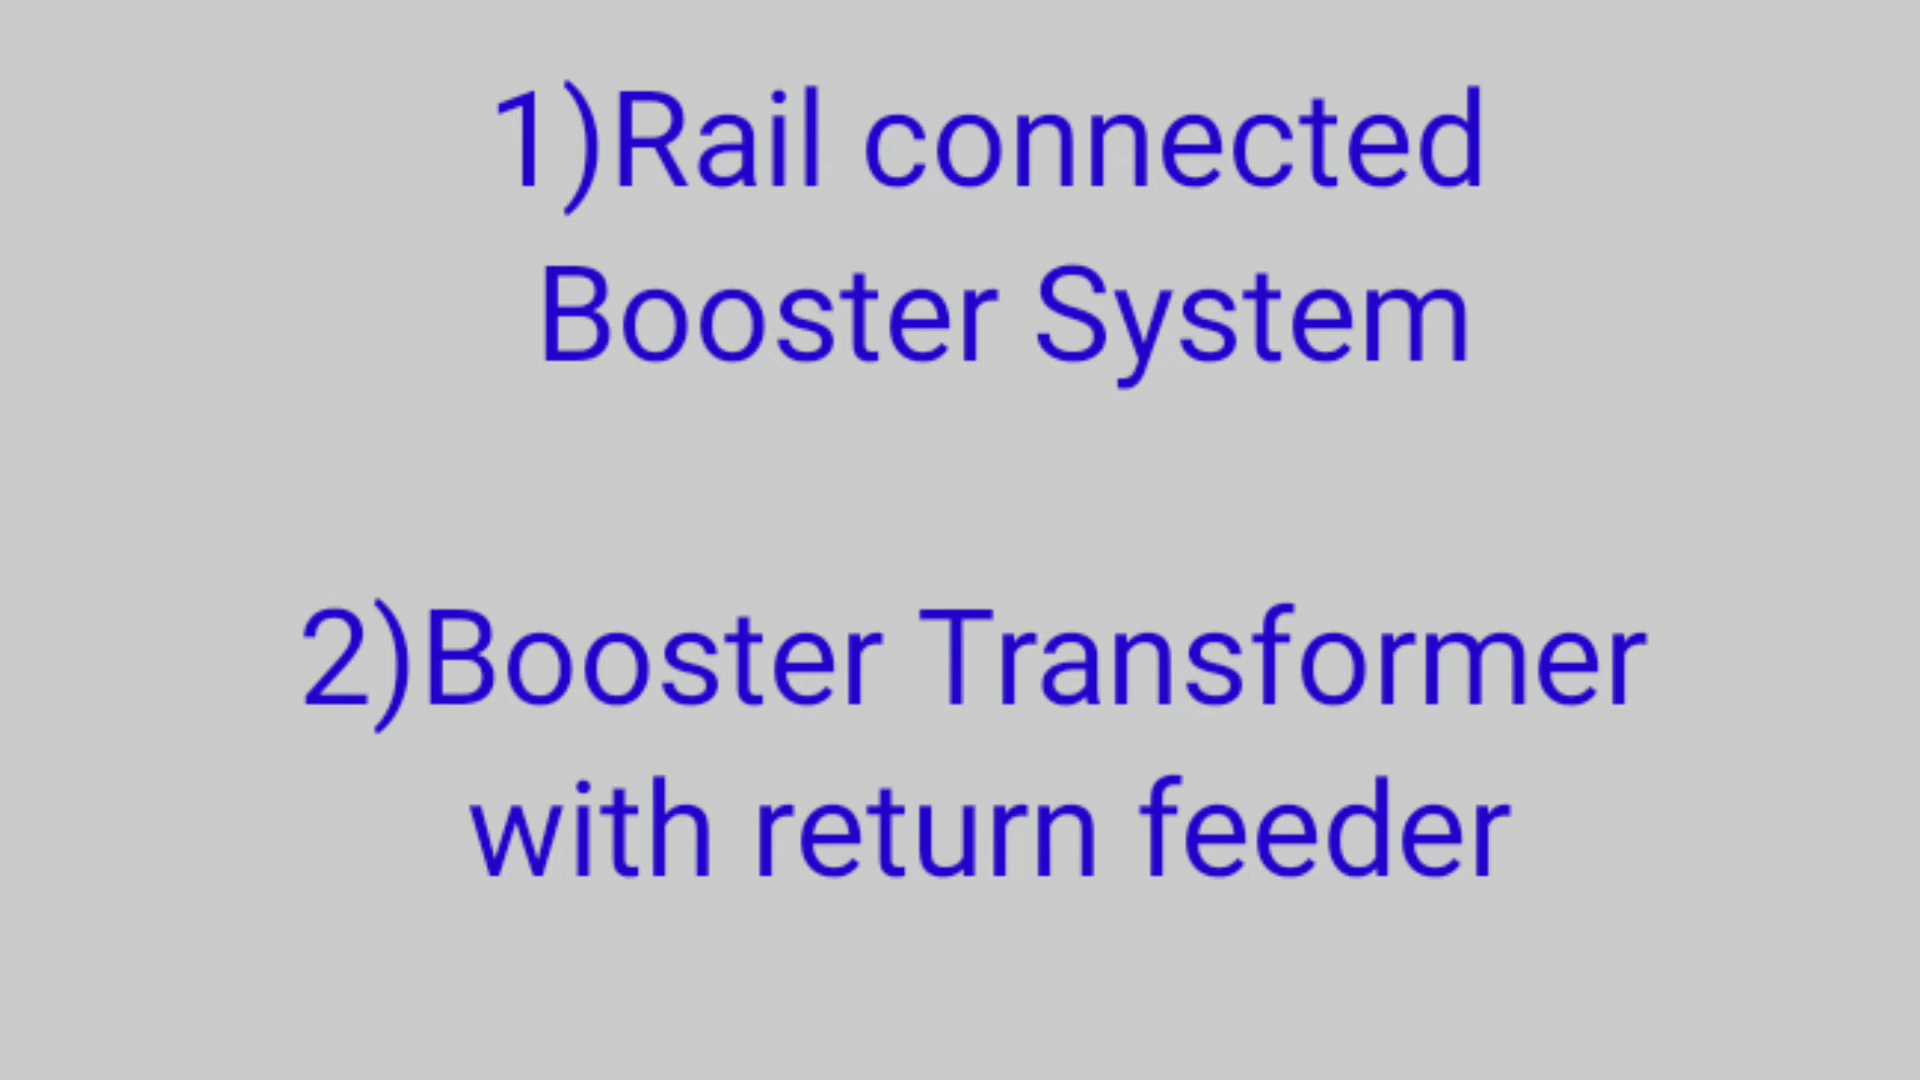 1)Rail connected
Booster System
2)Booster Transformer
with return feeder